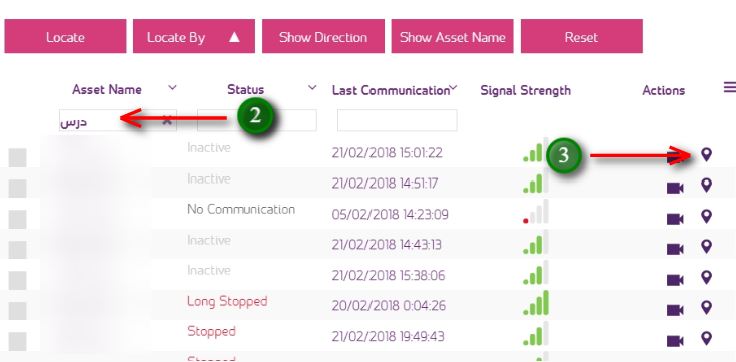 Locate Locate By ▲ Show Direction Show Asset Name Reset
Asset Name Status Last Communication Signal Strength Actions
درس 2
Inactive 21/02/2018 15:01:22 3
Inactive 21/02/2018 14:51:17
No Communication 05/02/2018 14:23:09
Inactive 21/02/2018 14:43:13
Inactive 21/02/2018 15:38:06
Long Stopped 20/02/2018 0:04:26
Stopped 21/02/2018 19:49:43
Stopped